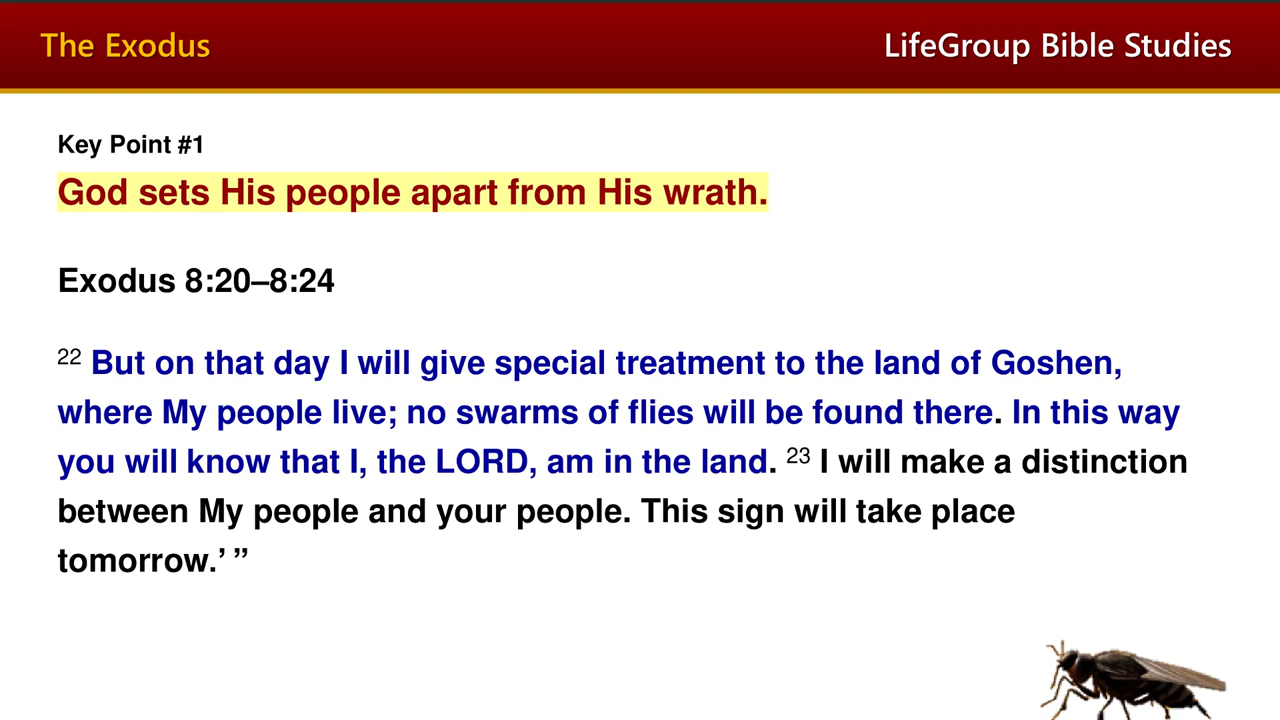 The Exodus
LifeGroup Bible Studies
Key Point #1
God sets His people apart from His wrath.
Exodus 8:20–8:24
22 But on that day I will give special treatment to the land of Goshen,
where My people live; no swarms of flies will be found there. In this way
you will know that I, the LORD, am in the land. 23 I will make a distinction
between My people and your people. This sign will take place
tomorrow.’ ”